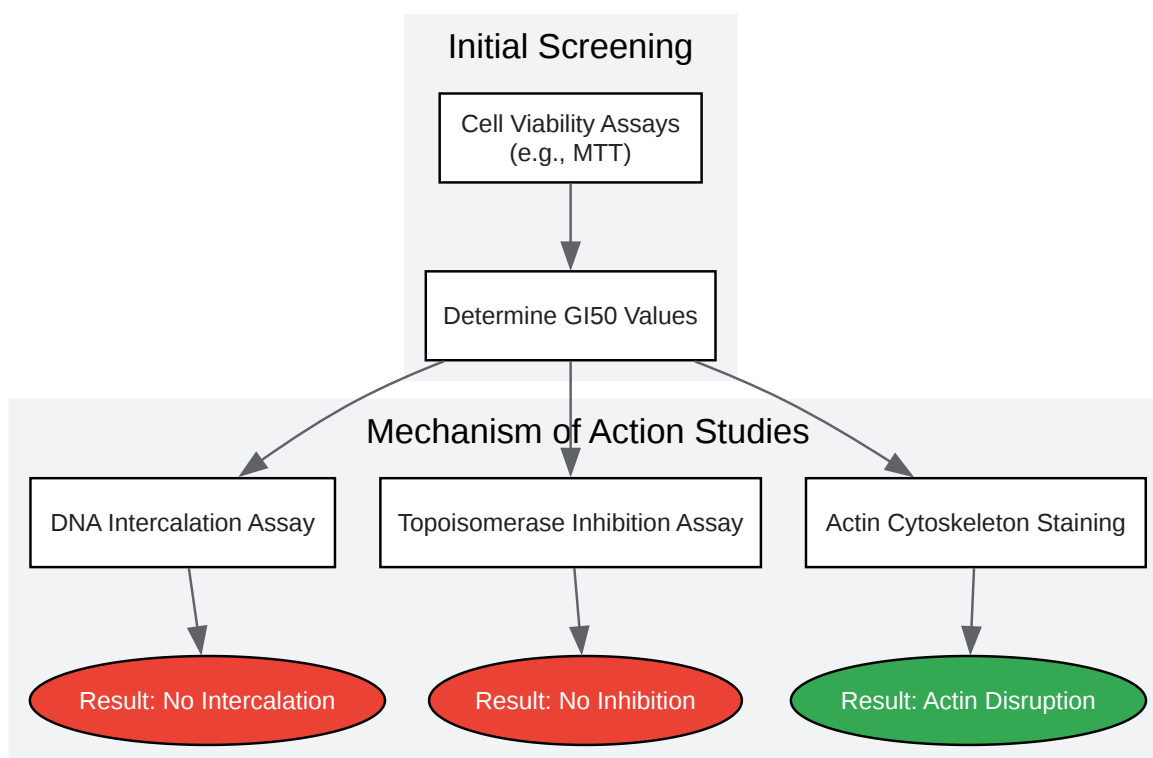 Initial Screening
Cell Viability Assays
(e.g., MTT)
Determine GI50 Values
Mechanism of Action Studies
DNA Intercalation Assay
Topoisomerase Inhibition Assay
Actin Cytoskeleton Staining
Result: No Intercalation
Result: No Inhibition
Result: Actin Disruption